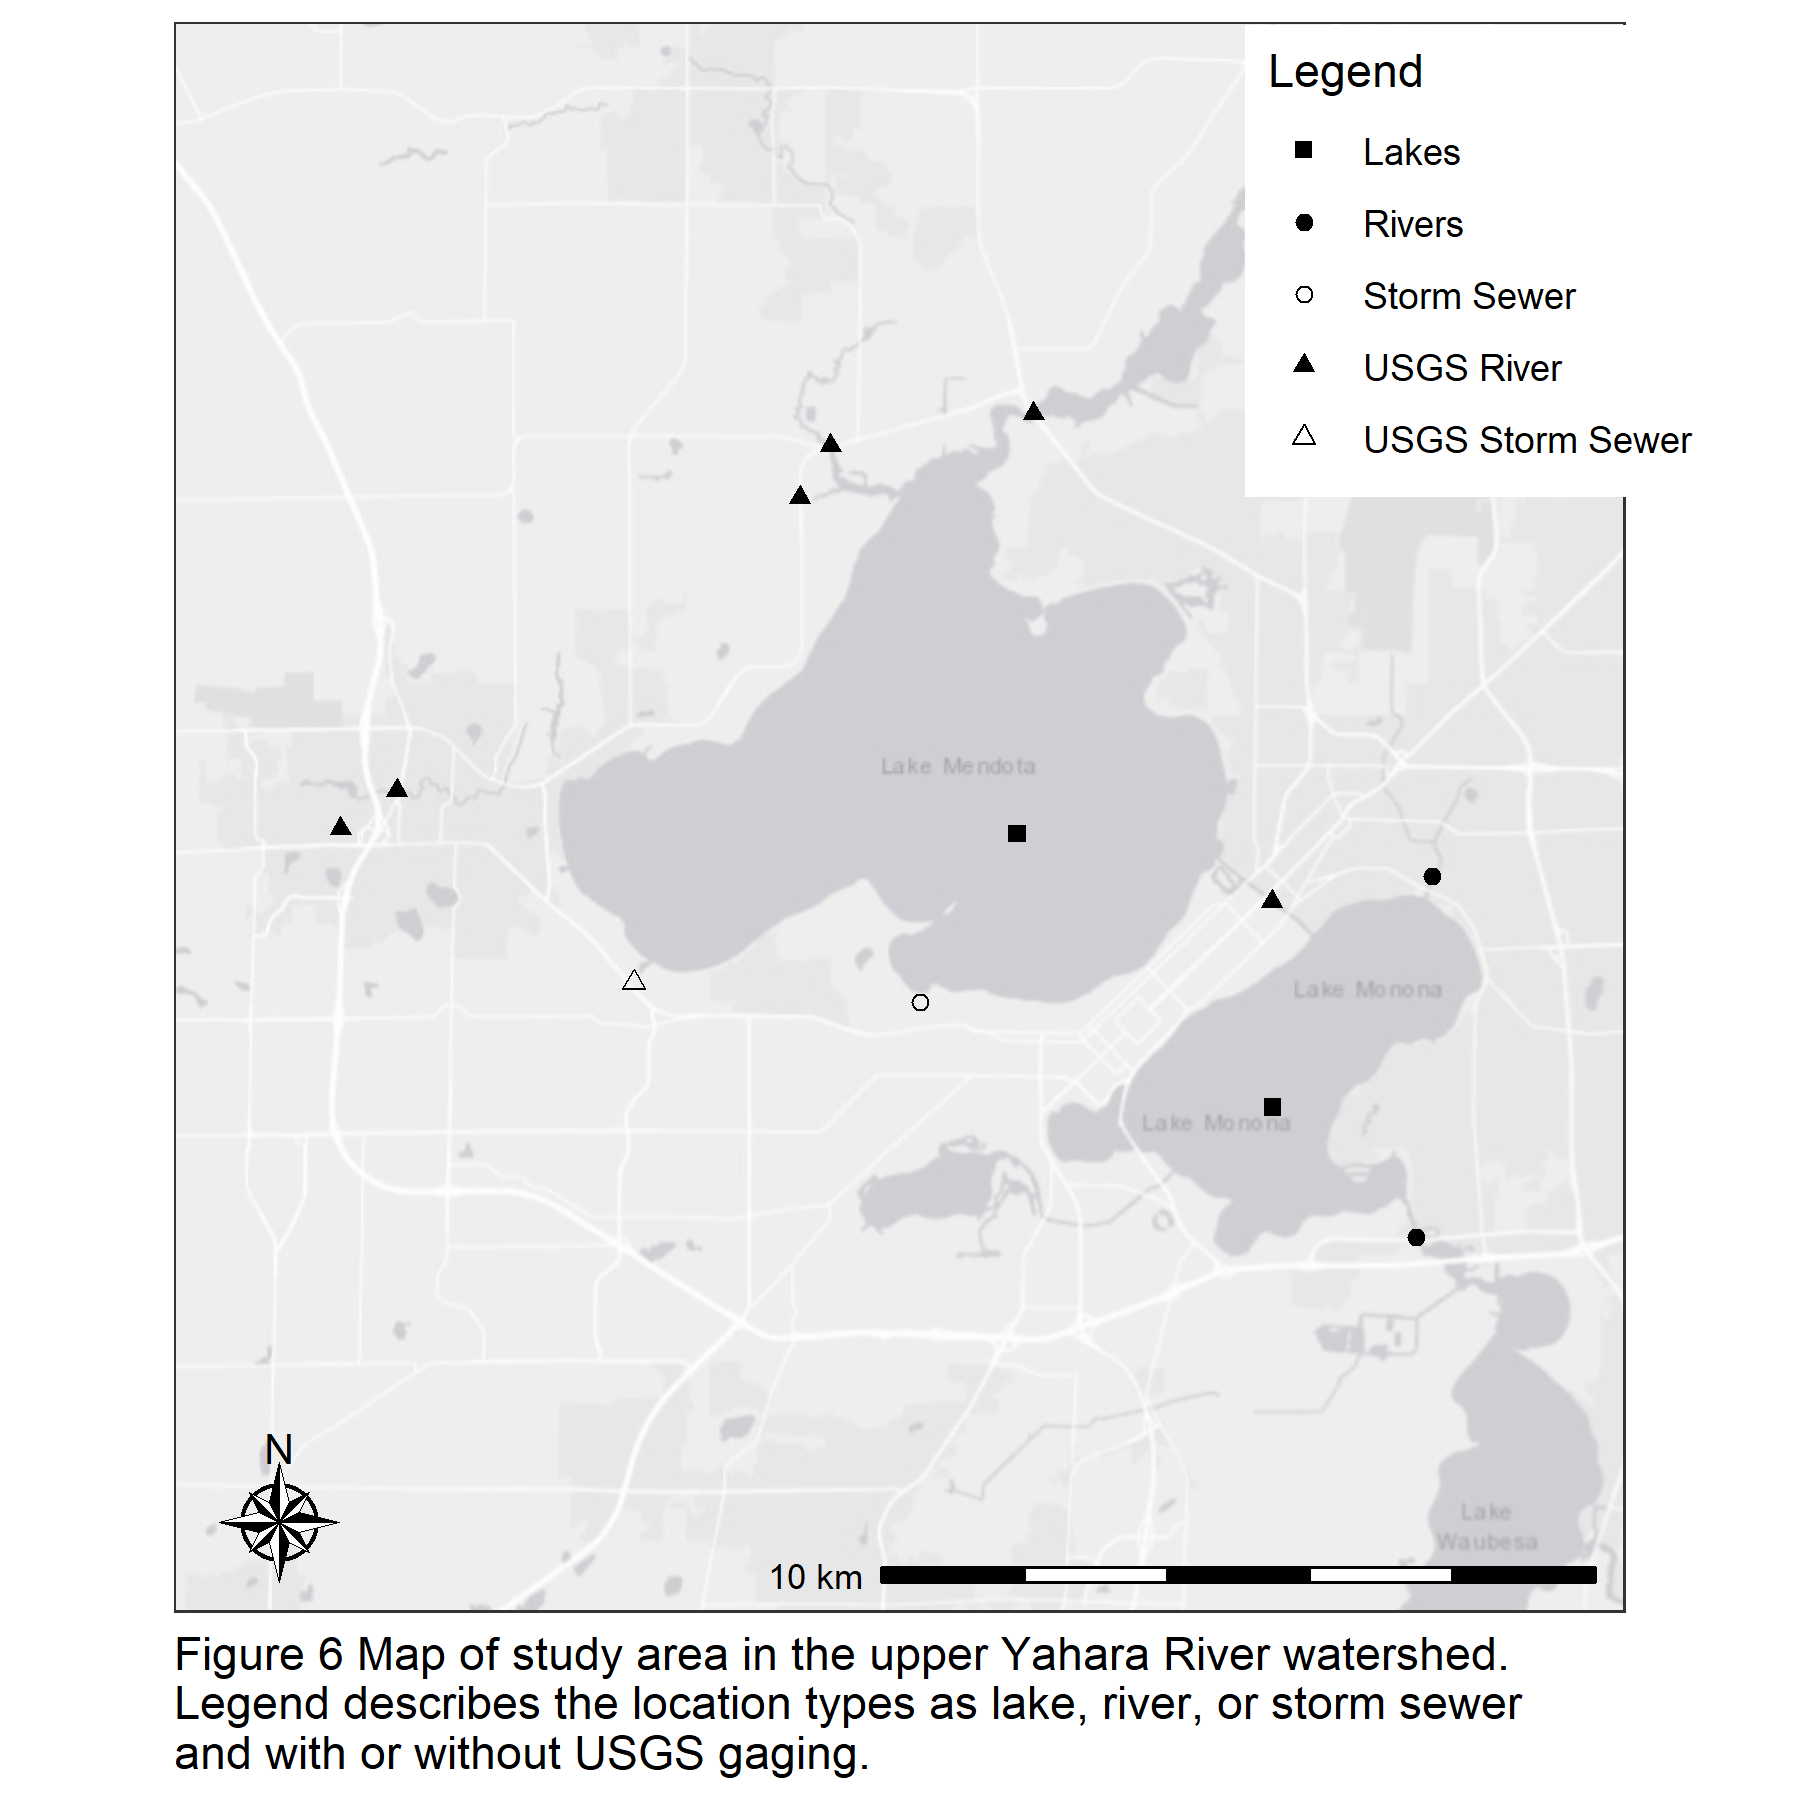 Legend
Lakes
Rivers
Storm Sewer
USGS River
USGS Storm Sewer
Lake Mendota
Lake Monona
Lake Monona
Lake
Waubesa
N
10 km
Figure 6 Map of study area in the upper Yahara River watershed.
Legend describes the location types as lake, river, or storm sewer
and with or without USGS gaging.